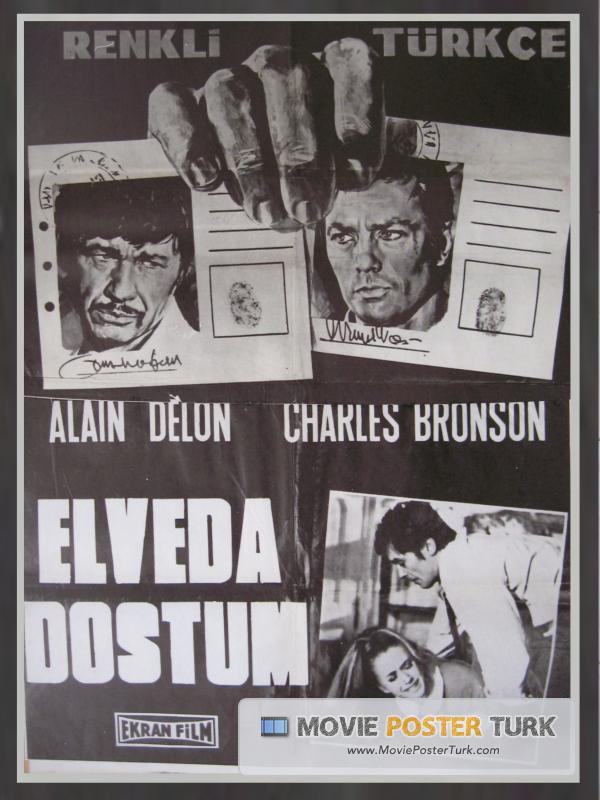 RENKLİ TÜRKÇE
ALAIN DELON CHARLES BRONSON
ELVEDA
DOSTUM
EKRAN FİLM
MOVIE POSTER TURK
www.MoviePosterTurk.com